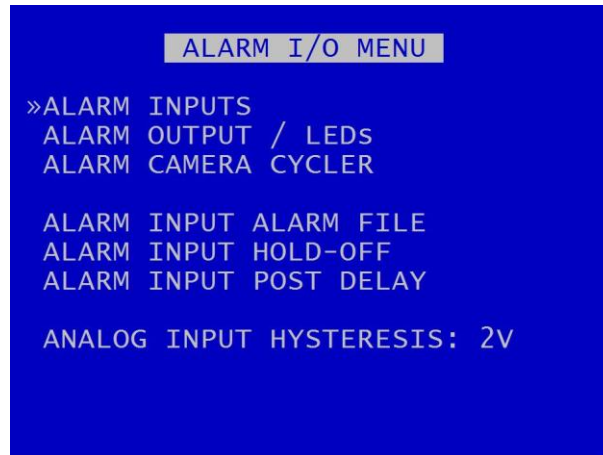 ALARM I/O MENU
»ALARM INPUTS
ALARM OUTPUT / LEDs
ALARM CAMERA CYCLER
ALARM INPUT ALARM FILE
ALARM INPUT HOLD-OFF
ALARM INPUT POST DELAY
ANALOG INPUT HYSTERESIS: 2V